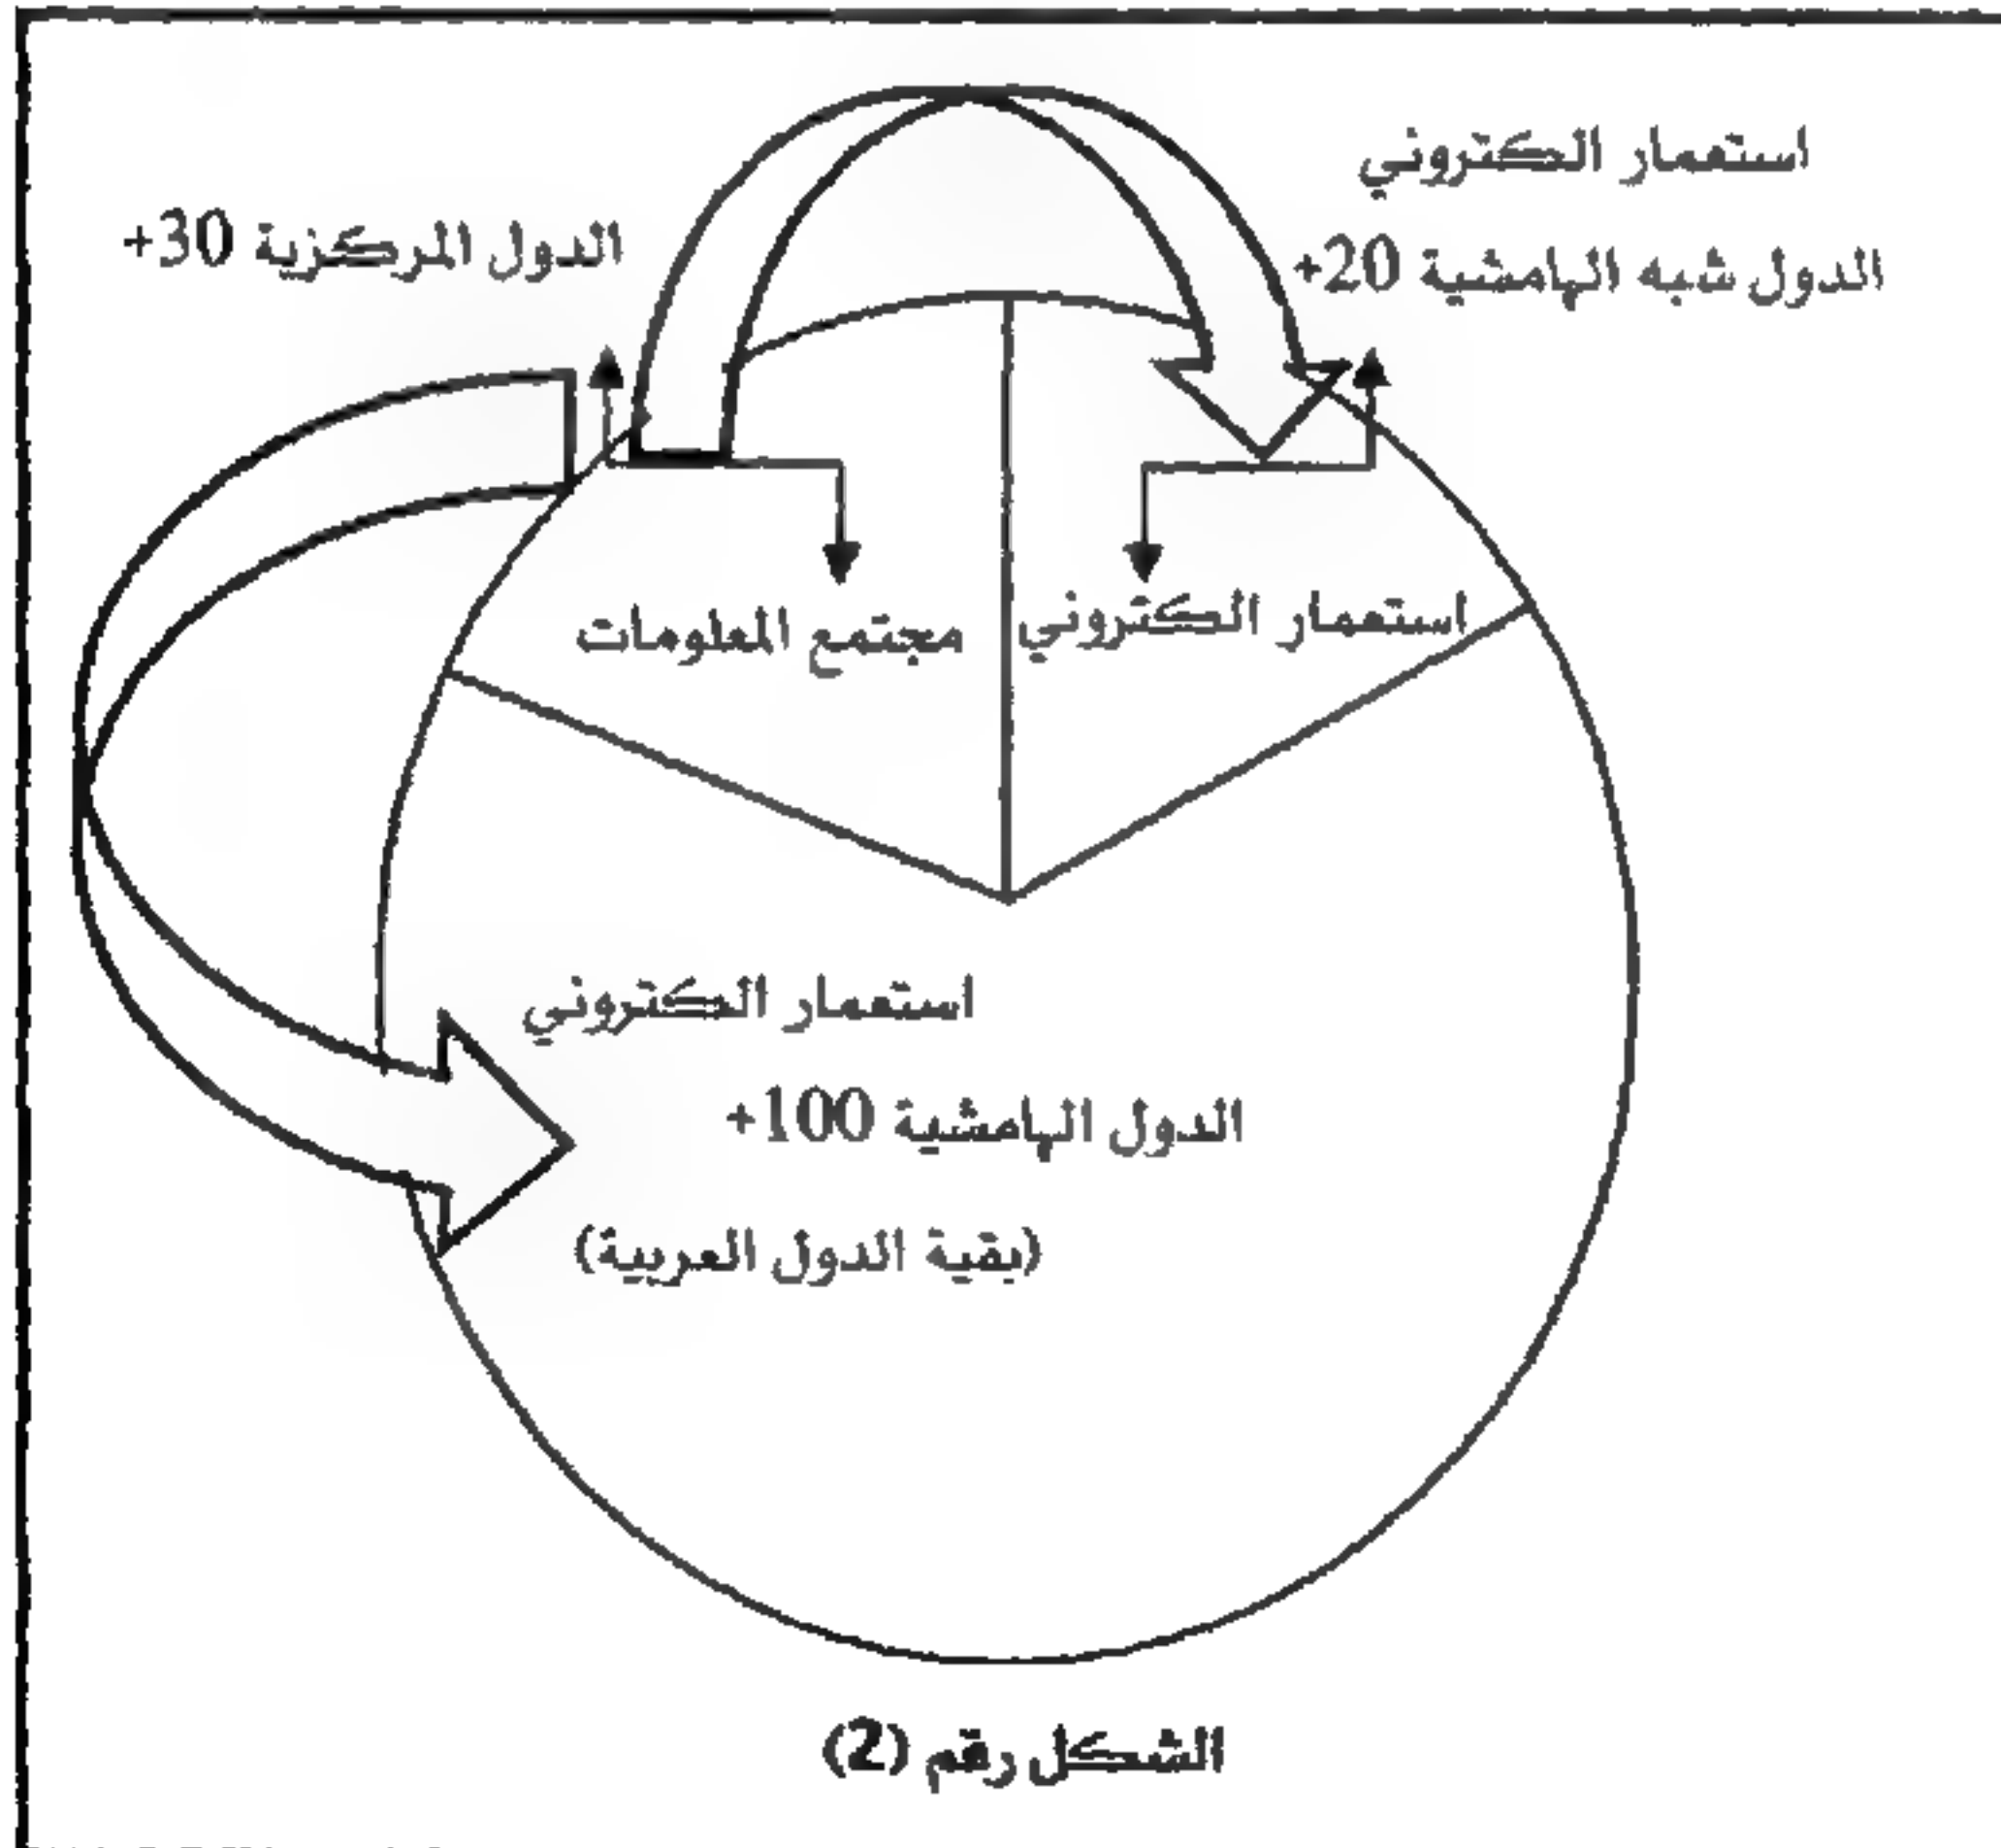 استعمار الكتروني
الدول شبه الهامشية 20+
الدول المركزية 30+
استعمار الكتروني
مجتمع المعلومات
استعمار الكتروني
الدول الهامشية 100+
(بقية الدول العربية)
الشكل رقم (2)